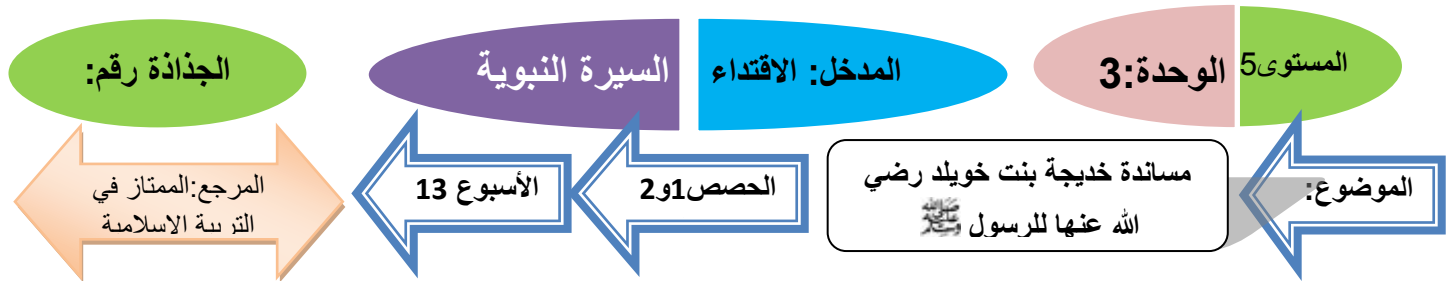 المستوى5
الوحدة:3
المدخل: الاقتداء
السيرة النبوية
الجذاذة رقم:
الموضوع:
مساندة خديجة بنت خويلد رضي
الله عنها للرسول ﷺ
الحصص1و2
الأسبوع 13
المرجع:الممتاز في
التربية الاسلامية